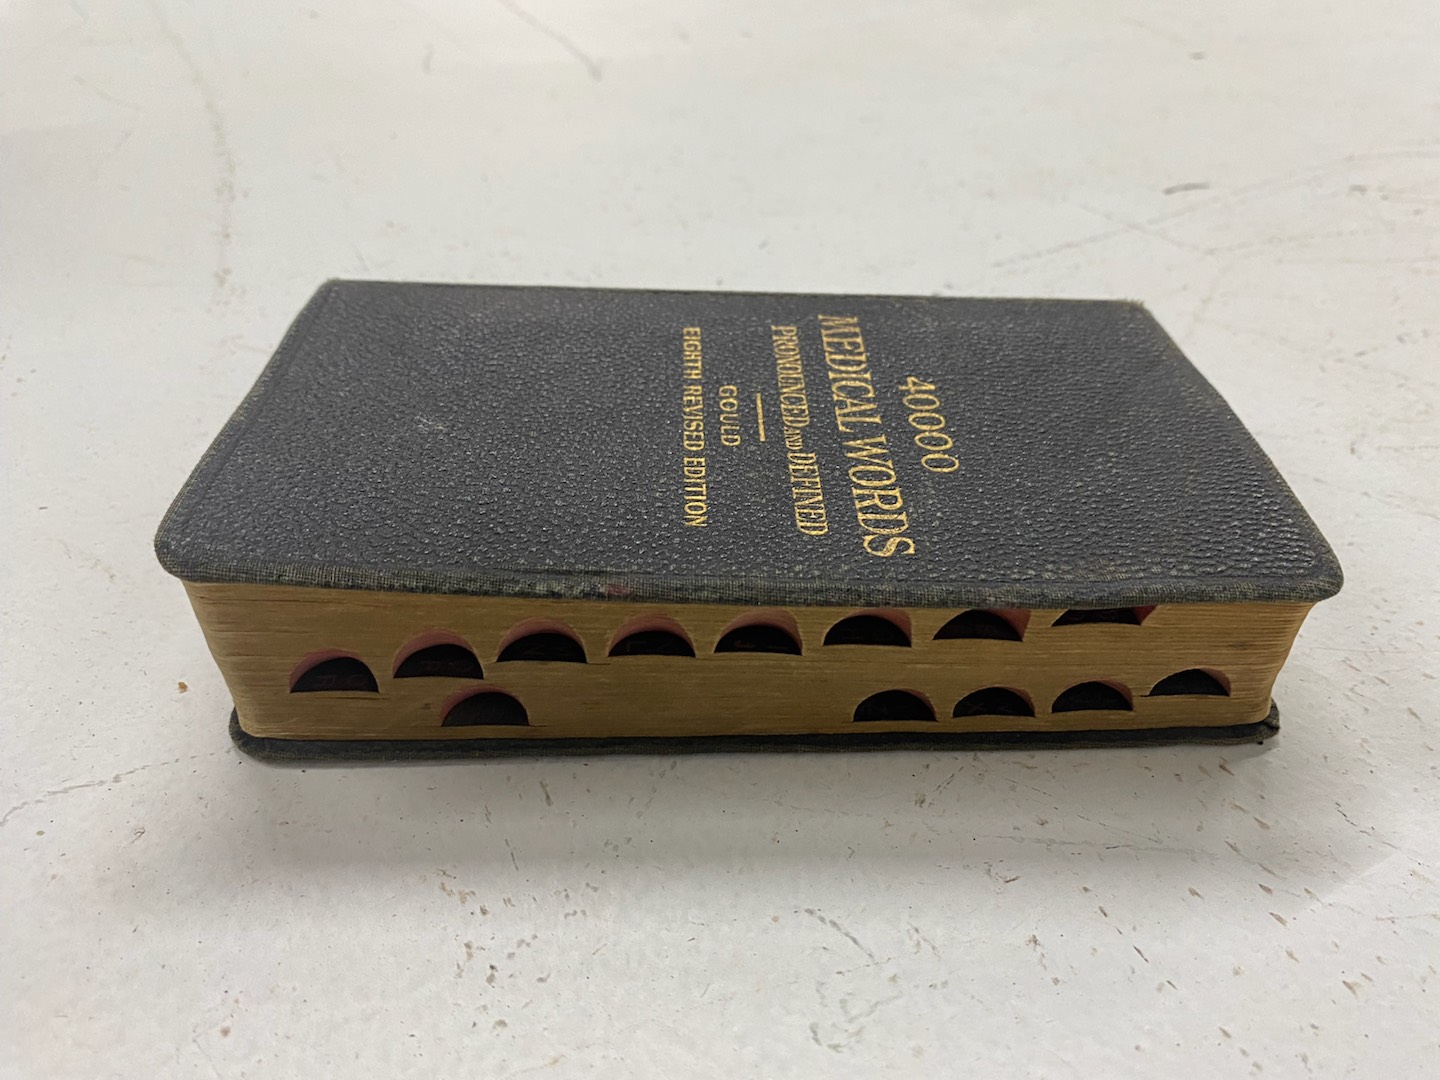 40000
MEDICAL WORDS
PRONOUNCED AND DEFINED
GOULD
EIGHTH REVISED EDITION